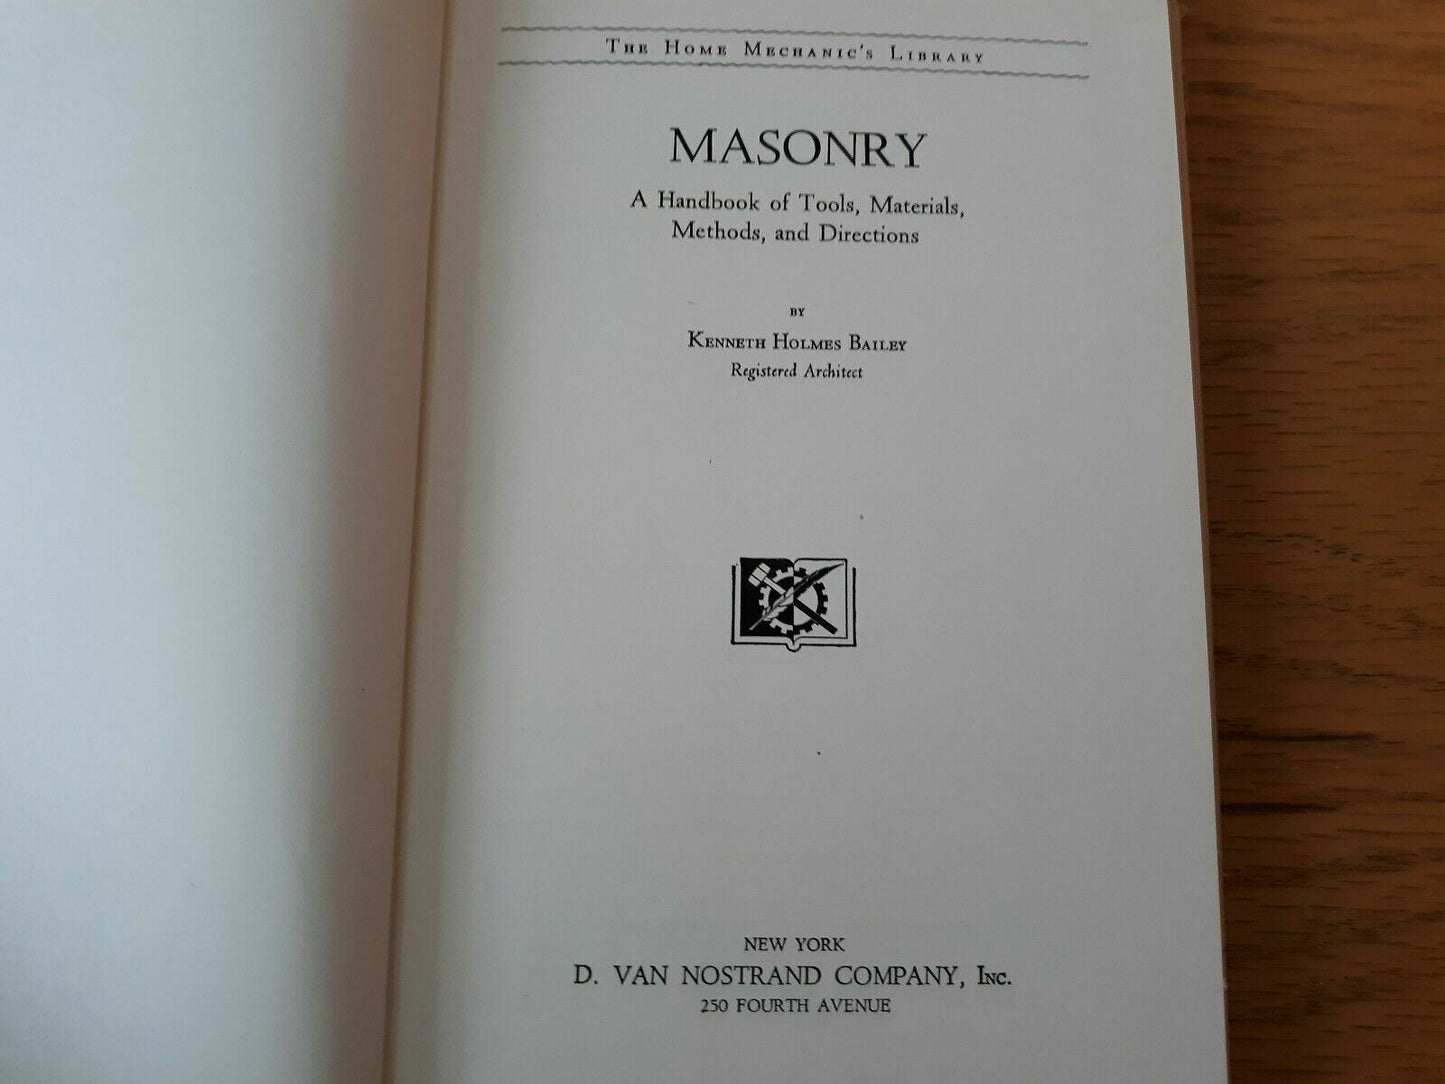 The Home Mechanic's Library
MASONRY
A Handbook of Tools, Materials,
Methods, and Directions
BY
Kenneth Holmes Bailey
Registered Architect
NEW YORK
D. VAN NOSTRAND COMPANY, Inc.
250 FOURTH AVENUE